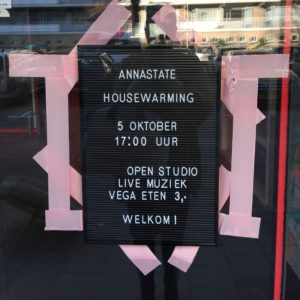 ANNASTATE
HOUSEWARMING
5 OKTOBER
17:00 UUR
OPEN STUDIO
LIVE MUZIEK
VEGA ETEN 3,-
WELKOM!